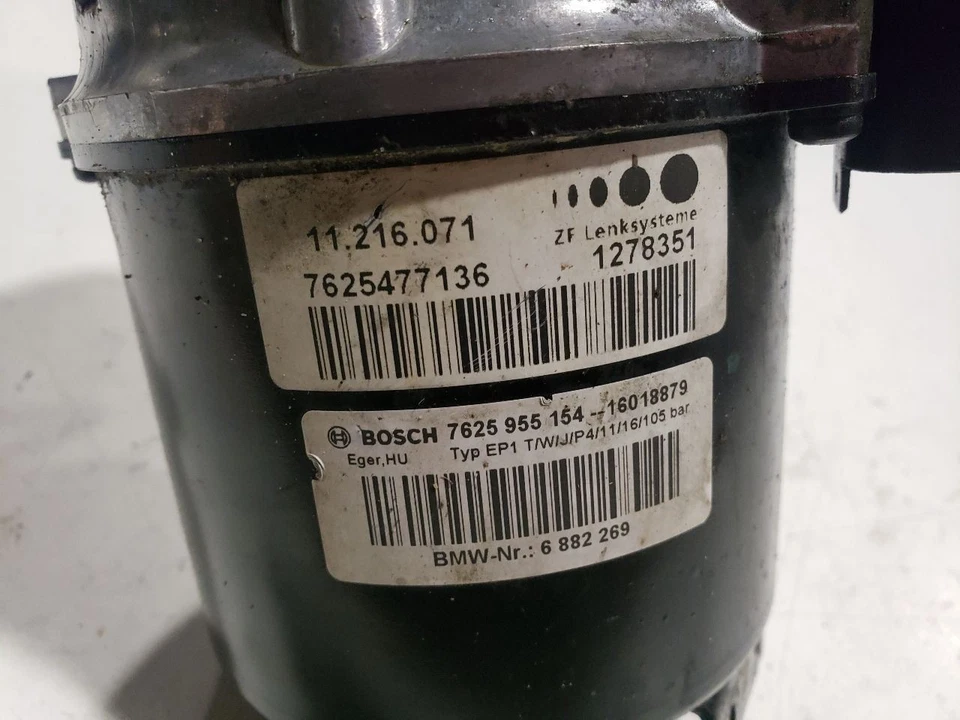 11.216.071
ZF Lenksysteme
7625477136 1278351
BOSCH 7625 955 154 --16018879
Eger,HU Typ EP1 T/W/J/P4/11/16/105 bar
BMW-Nr.: 6 882 269